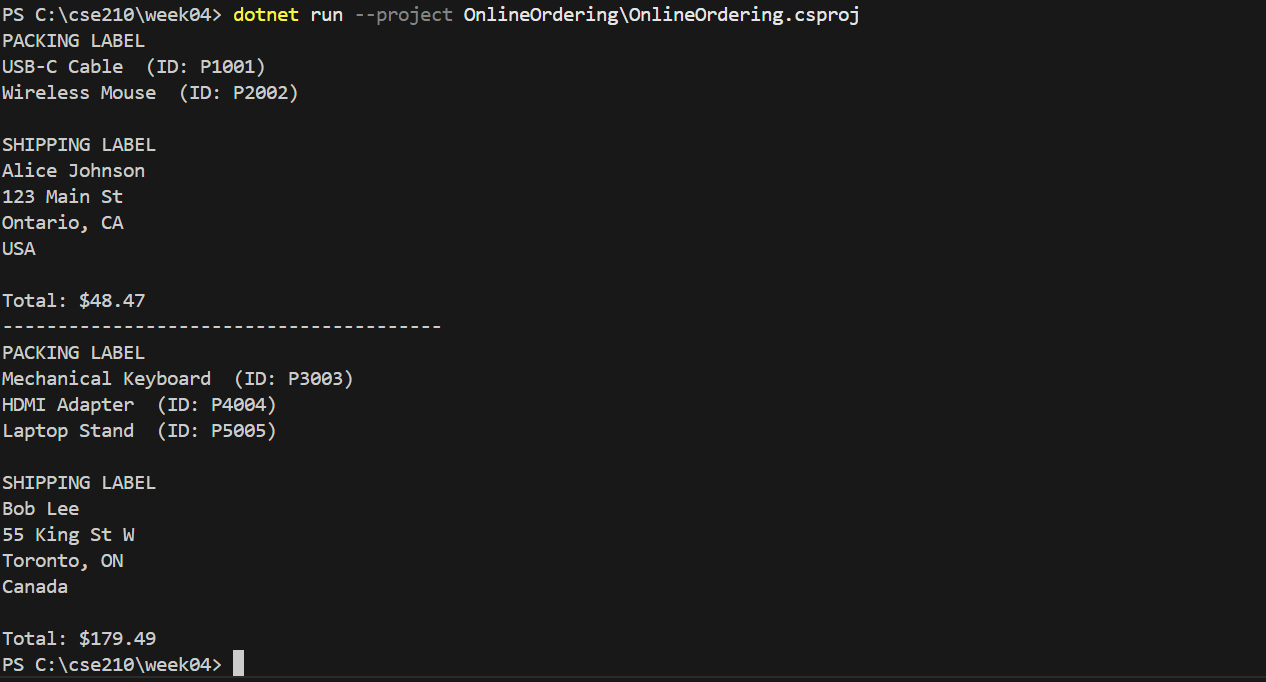 PS C:\cse210\week04> dotnet run --project OnlineOrdering\OnlineOrdering.csproj
PACKING LABEL
USB-C Cable  (ID: P1001)
Wireless Mouse  (ID: P2002)

SHIPPING LABEL
Alice Johnson
123 Main St
Ontario, CA
USA

Total: $48.47
----------------------------------------
PACKING LABEL
Mechanical Keyboard  (ID: P3003)
HDMI Adapter  (ID: P4004)
Laptop Stand  (ID: P5005)

SHIPPING LABEL
Bob Lee
55 King St W
Toronto, ON
Canada

Total: $179.49
PS C:\cse210\week04>